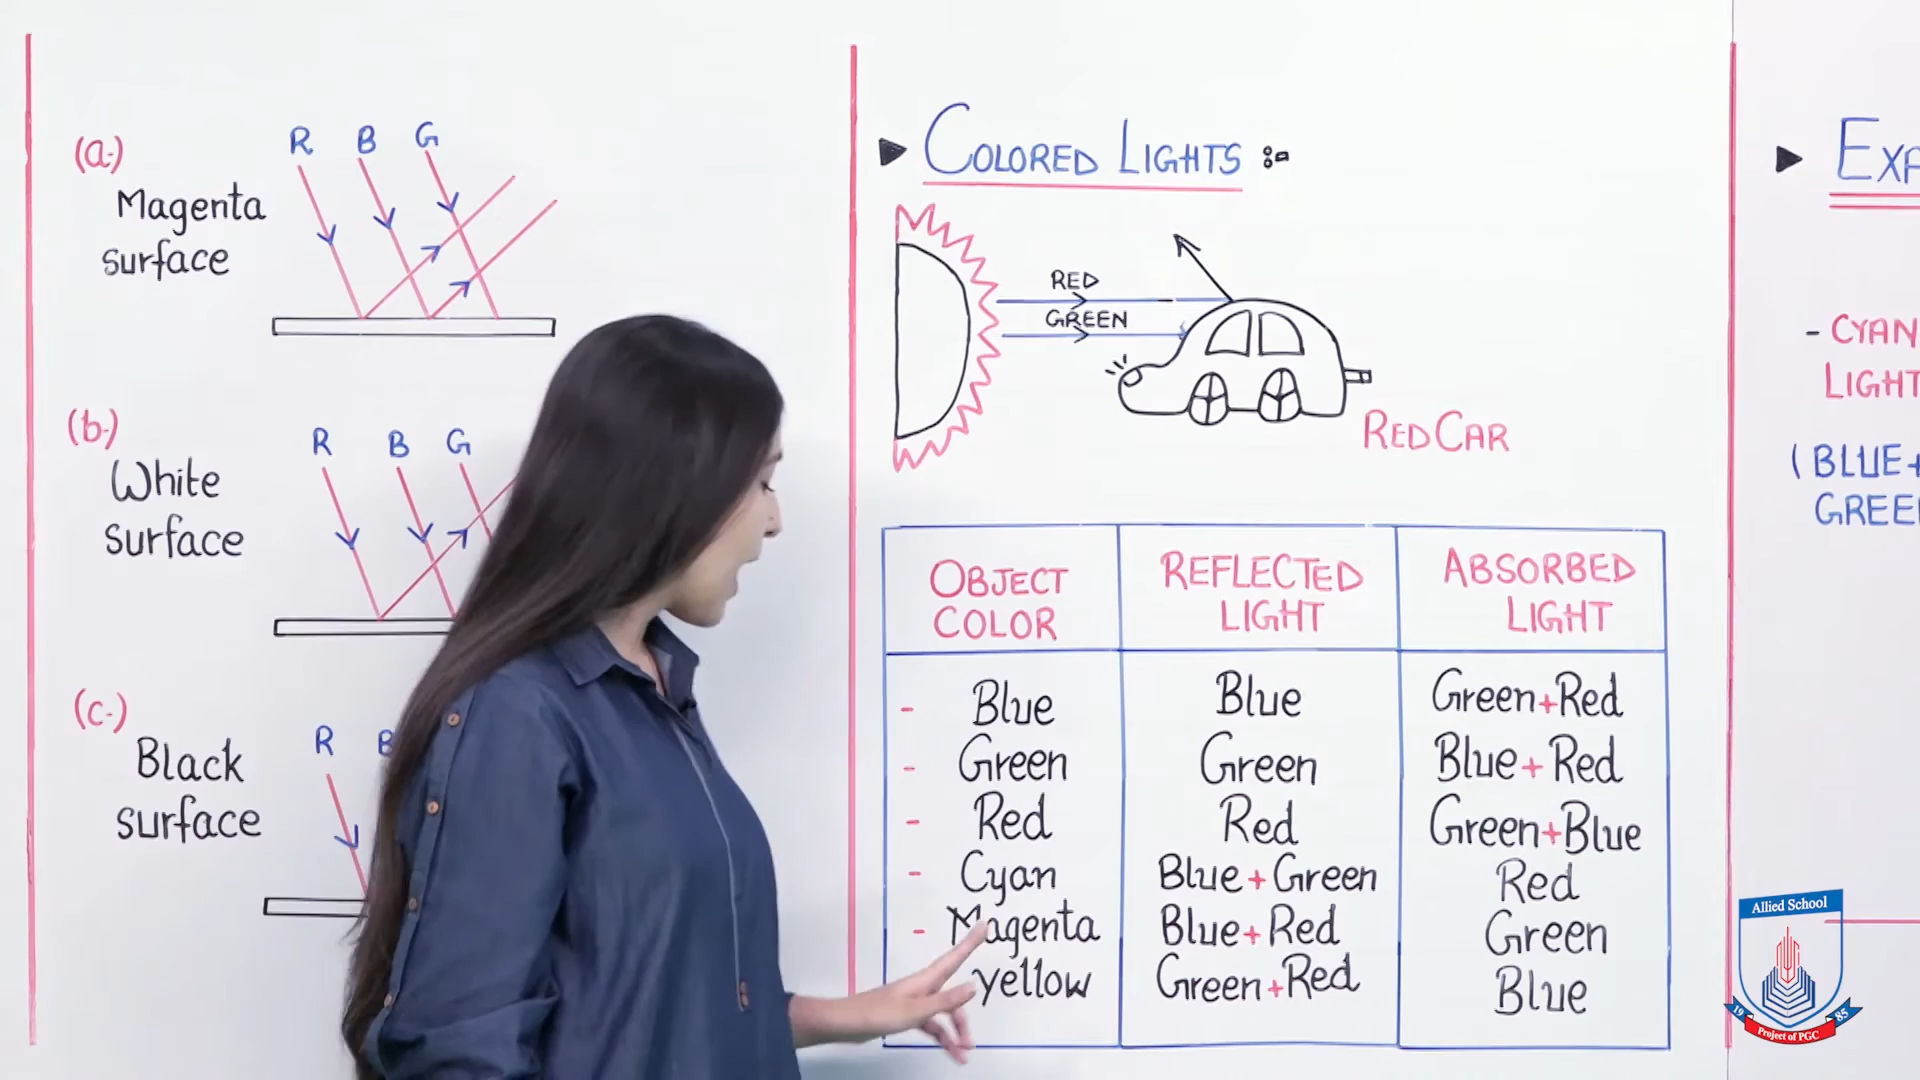 (a.)
R B G
Magenta
surface
(b.)
R B G
White
surface
(c.)
R B
Black
surface
COLORED LIGHTS :-
RED
GREEN
RED CAR
OBJECT COLOR
REFLECTED LIGHT
ABSORBED LIGHT
- Blue Blue Green+Red
- Green Green Blue+Red
- Red Red Green+Blue
- Cyan Blue+Green Red
- Magenta Blue+Red Green
yellow Green+Red Blue
- CYAN
LIGHT
(BLUE+
Allied School
19 85
Project of PGC